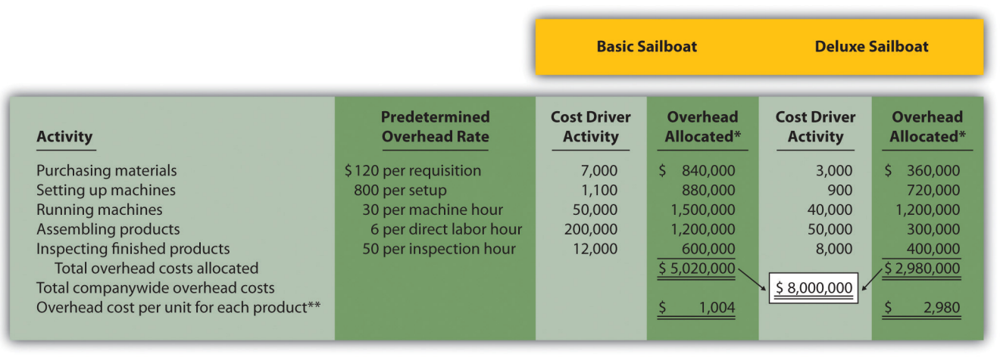 Basic Sailboat Deluxe Sailboat
Predetermined Cost Driver Overhead Cost Driver Overhead
Activity Overhead Rate Activity Allocated* Activity Allocated*
Purchasing materials $120 per requisition 7,000 $ 840,000 3,000 $ 360,000
Setting up machines 800 per setup 1,100 880,000 900 720,000
Running machines 30 per machine hour 50,000 1,500,000 40,000 1,200,000
Assembling products 6 per direct labor hour 200,000 1,200,000 50,000 300,000
Inspecting finished products 50 per inspection hour 12,000 600,000 8,000 400,000
Total overhead costs allocated $ 5,020,000 $ 2,980,000
Total companywide overhead costs $ 8,000,000
Overhead cost per unit for each product** $ 1,004 $ 2,980